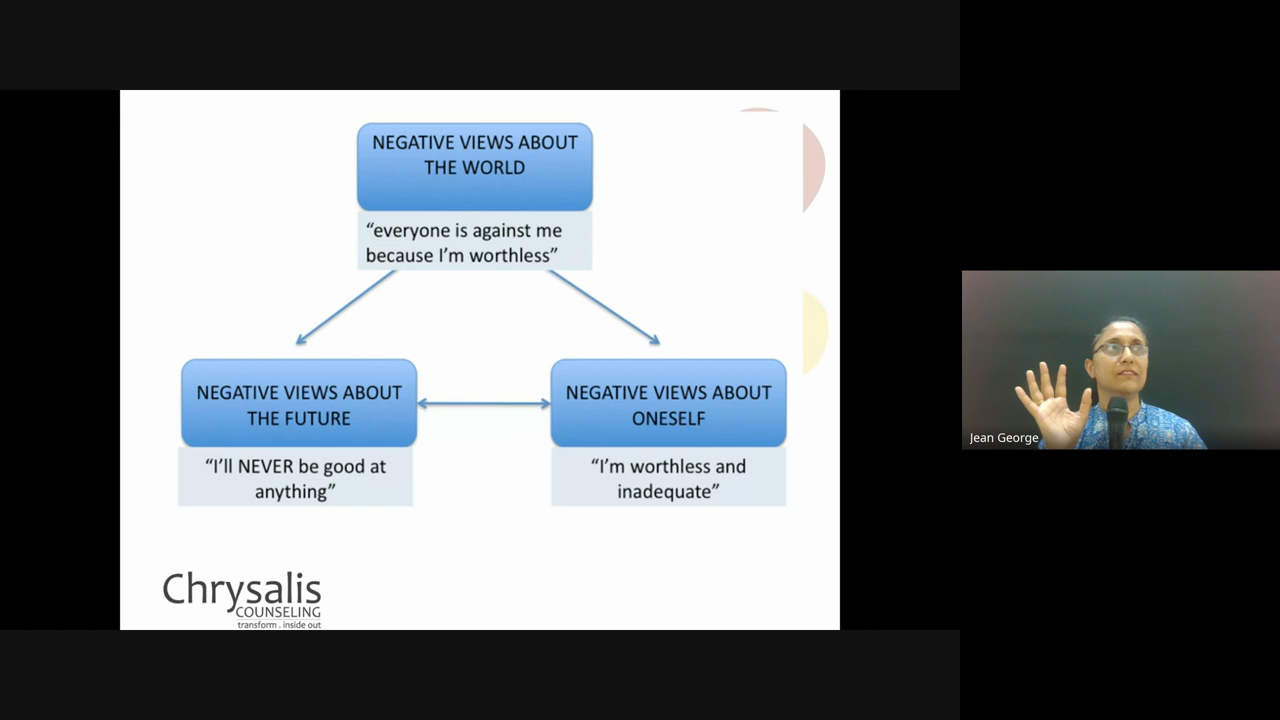 NEGATIVE VIEWS ABOUT
THE WORLD
“everyone is against me
because I’m worthless”
NEGATIVE VIEWS ABOUT
THE FUTURE
“I’ll NEVER be good at
anything”
NEGATIVE VIEWS ABOUT
ONESELF
“I’m worthless and
inadequate”
Chrysalis
COUNSELING
transform . inside out
Jean George